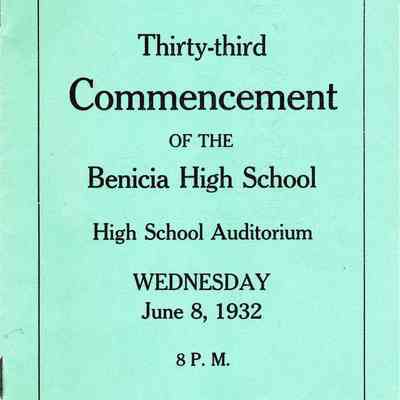 Thirty-third
Commencement
OF THE
Benicia High School
High School Auditorium
WEDNESDAY
June 8, 1932
8 P. M.